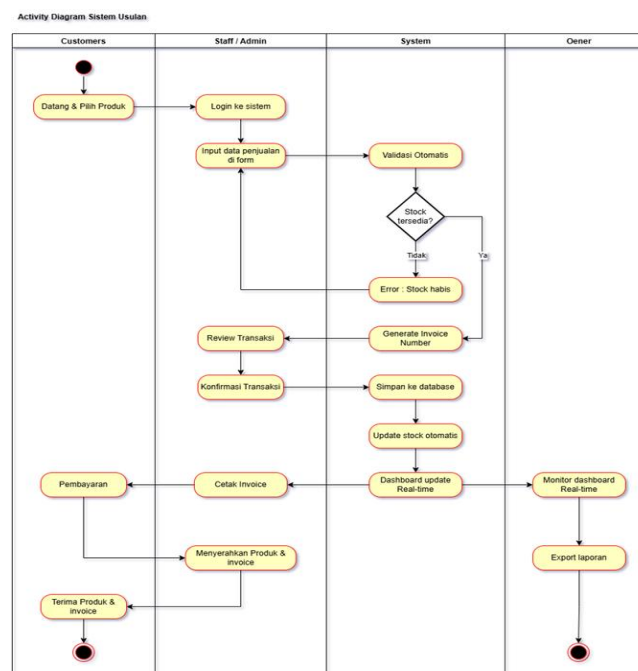 Activity Diagram Sistem Usulan
Customers
Staff / Admin
System
Oener
Datang & Pilih Produk
Login ke sistem
Input data penjualan
di form
Validasi Otomatis
Stock
tersedia?
Tidak
Ya
Error : Stock habis
Generate Invoice
Number
Review Transaksi
Konfirmasi Transaksi
Simpan ke database
Update stock otomatis
Dashboard update
Real-time
Cetak Invoice
Pembayaran
Monitor dashboard
Real-time
Menyerahkan Produk &
invoice
Export laporan
Terima Produk &
invoice